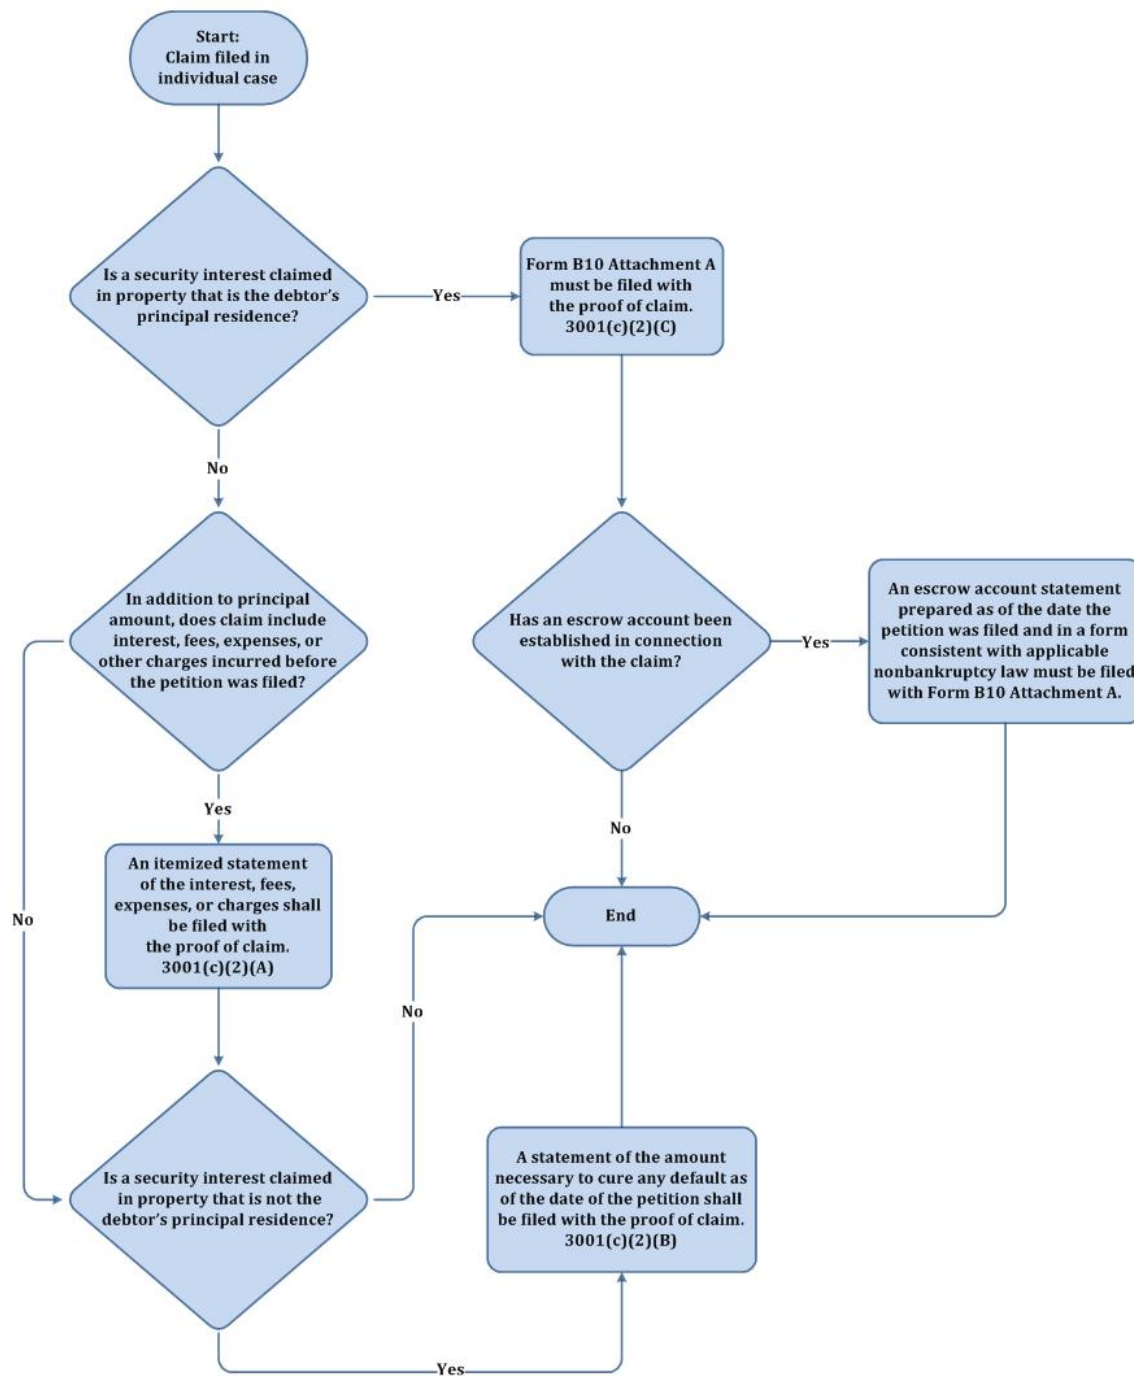 Start:
Claim filed in
individual case
Is a security interest claimed
in property that is the debtor’s
principal residence?
Yes
Form B10 Attachment A
must be filed with
the proof of claim.
3001(c)(2)(C)
No
In addition to principal
amount, does claim include
interest, fees, expenses, or
other charges incurred before
the petition was filed?
Has an escrow account been
established in connection
with the claim?
Yes
An escrow account statement
prepared as of the date the
petition was filed and in a form
consistent with applicable
nonbankruptcy law must be filed
with Form B10 Attachment A.
Yes
No
An itemized statement
of the interest, fees,
expenses, or charges shall
be filed with
the proof of claim.
3001(c)(2)(A)
No
End
No
Is a security interest claimed
in property that is not the
debtor’s principal residence?
A statement of the amount
necessary to cure any default as
of the date of the petition shall
be filed with the proof of claim.
3001(c)(2)(B)
Yes